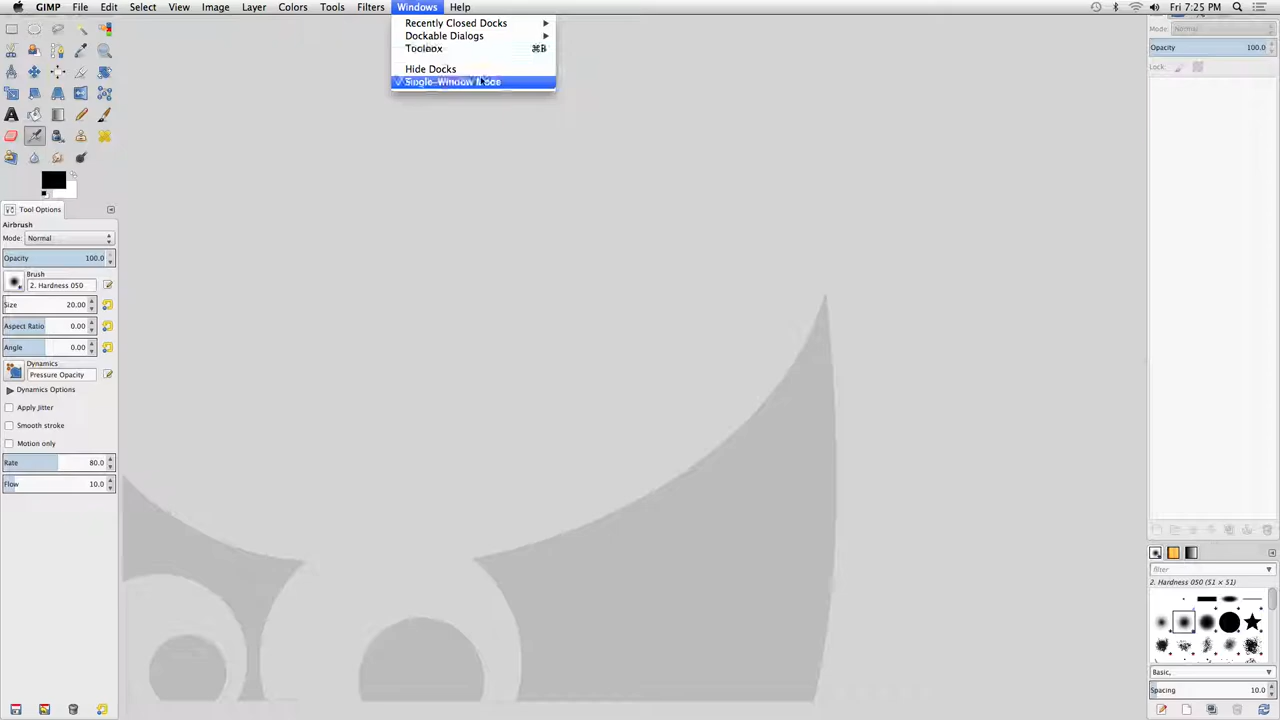 GIMP File Edit Select View Image Layer Colors Tools Filters Windows Help Fri 7:25 PM
Recently Closed Docks
Dockable Dialogs
Toolbox ⌘B
Hide Docks
✓ Single-Window Mode
Tool Options
Airbrush
Mode: Normal
Opacity 100.0
Brush
2. Hardness 050
Size 20.00
Aspect Ratio 0.00
Angle 0.00
Dynamics
Pressure Opacity
Dynamics Options
Apply Jitter
Smooth stroke
Motion only
Rate 80.0
Flow 10.0
Mode: Normal
Opacity 100.0
Lock:
filter
2. Hardness 050 (51 × 51)
Basic,
Spacing 10.0